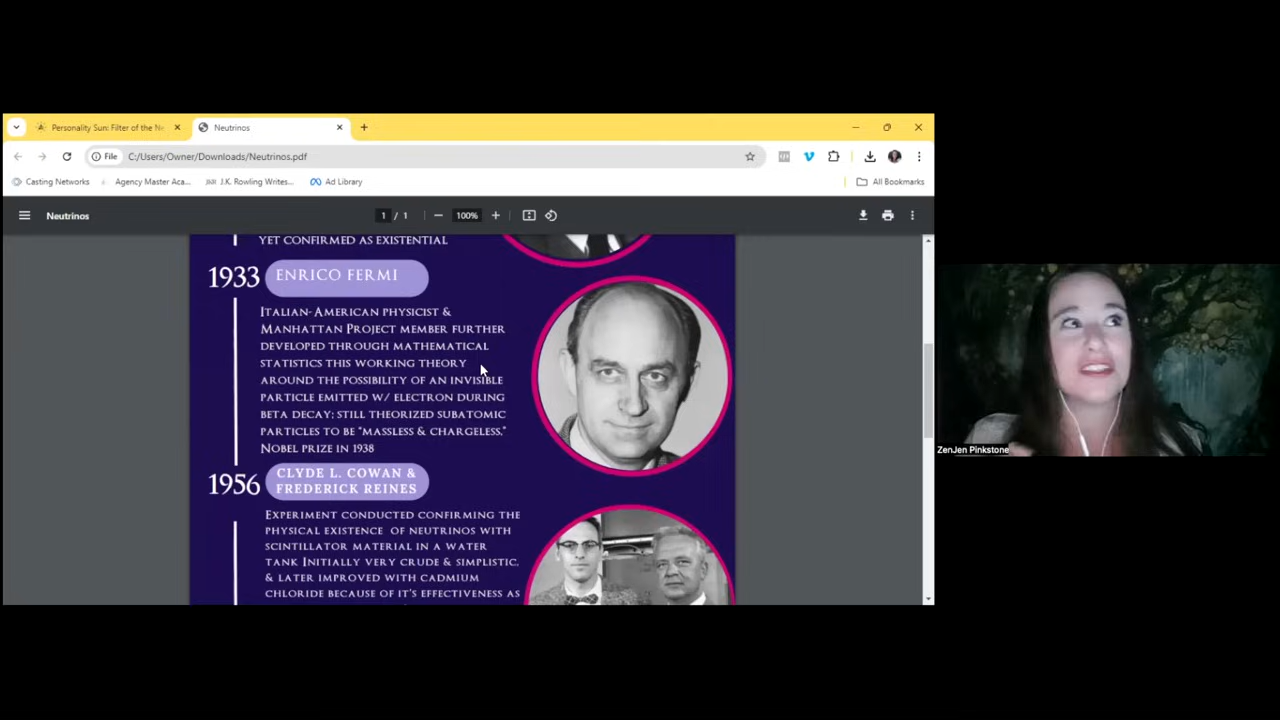 Personality Sun: Filter of the Ne
Neutrinos
File
C:/Users/Owner/Downloads/Neutrinos.pdf
Casting Networks
Agency Master Aca...
J.K. Rowling Writes...
Ad Library
All Bookmarks
Neutrinos
1 / 1
100%
YET CONFIRMED AS EXISTENTIAL
1933
ENRICO FERMI
ITALIAN-AMERICAN PHYSICIST &
MANHATTAN PROJECT MEMBER FURTHER
DEVELOPED THROUGH MATHEMATICAL
STATISTICS THIS WORKING THEORY
AROUND THE POSSIBILITY OF AN INVISIBLE
PARTICLE EMITTED W/ ELECTRON DURING
BETA DECAY; STILL THEORIZED SUBATOMIC
PARTICLES TO BE "MASSLESS & CHARGELESS."
NOBEL PRIZE IN 1938
1956
CLYDE L. COWAN &
FREDERICK REINES
EXPERIMENT CONDUCTED CONFIRMING THE
PHYSICAL EXISTENCE OF NEUTRINOS WITH
SCINTILLATOR MATERIAL IN A WATER
TANK INITIALLY VERY CRUDE & SIMPLISTIC,
& LATER IMPROVED WITH CADMIUM
CHLORIDE BECAUSE OF IT'S EFFECTIVENESS AS
ZenJen Pinkstone